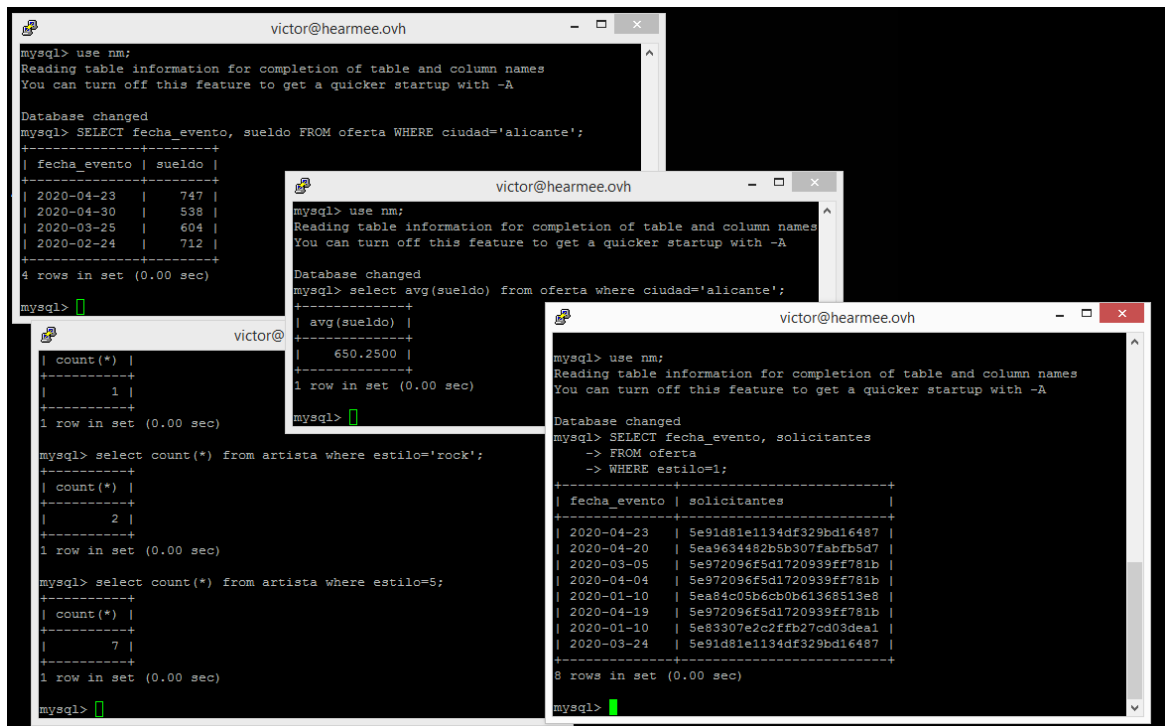 victor@hearmee.ovh
mysql> use nm;
Reading table information for completion of table and column names
You can turn off this feature to get a quicker startup with -A
Database changed
mysql> SELECT fecha_evento, sueldo FROM oferta WHERE ciudad='alicante';
+--------------+--------+
| fecha_evento | sueldo |
+--------------+--------+
| 2020-04-23   |    747 |
| 2020-04-30   |    538 |
| 2020-03-25   |    604 |
| 2020-02-24   |    712 |
+--------------+--------+
4 rows in set (0.00 sec)
mysql>
victor@hearmee.ovh
mysql> use nm;
Reading table information for completion of table and column names
You can turn off this feature to get a quicker startup with -A
Database changed
mysql> select avg(sueldo) from oferta where ciudad='alicante';
+-------------+
| avg(sueldo) |
+-------------+
|    650.2500 |
+-------------+
1 row in set (0.00 sec)
mysql>
victor@
| count(*) |
+----------+
|        1 |
+----------+
1 row in set (0.00 sec)
mysql> select count(*) from artista where estilo='rock';
+----------+
| count(*) |
+----------+
|        2 |
+----------+
1 row in set (0.00 sec)
mysql> select count(*) from artista where estilo=5;
+----------+
| count(*) |
+----------+
|        7 |
+----------+
1 row in set (0.00 sec)
mysql>
victor@hearmee.ovh
mysql> use nm;
Reading table information for completion of table and column names
You can turn off this feature to get a quicker startup with -A
Database changed
mysql> SELECT fecha_evento, solicitantes
    -> FROM oferta
    -> WHERE estilo=1;
+--------------+--------------------------+
| fecha_evento | solicitantes             |
+--------------+--------------------------+
| 2020-04-23   | 5e91d81e1134df329bd16487 |
| 2020-04-20   | 5ea9634482b5b307fabfb5d7 |
| 2020-03-05   | 5e972096f5d1720939ff781b |
| 2020-04-04   | 5e972096f5d1720939ff781b |
| 2020-01-10   | 5ea84c05b6cb0b61368513e8 |
| 2020-04-19   | 5e972096f5d1720939ff781b |
| 2020-01-10   | 5e83307e2c2ffb27cd03dea1 |
| 2020-03-24   | 5e91d81e1134df329bd16487 |
+--------------+--------------------------+
8 rows in set (0.00 sec)
mysql>